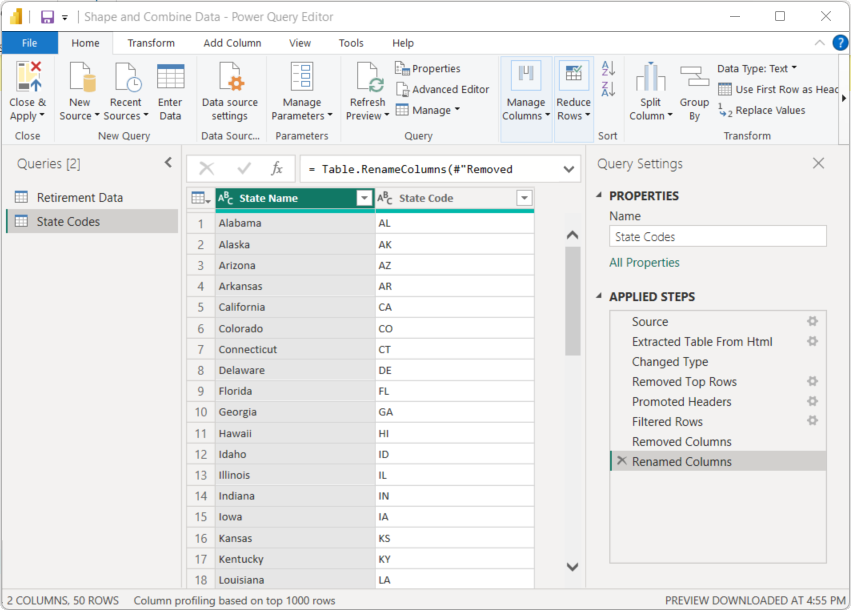 Shape and Combine Data - Power Query Editor
File Home Transform Add Column View Tools Help
Close & Apply
Close
New Source
Recent Sources
Enter Data
New Query
Data source settings
Data Sourc...
Manage Parameters
Parameters
Refresh Preview
Properties
Advanced Editor
Manage
Query
Manage Columns
Reduce Rows
Sort
Split Column
Group By
Data Type: Text
Use First Row as Head
Replace Values
Transform
Queries [2]
Retirement Data
State Codes
fx = Table.RenameColumns(#"Removed
State Name State Code
1 Alabama AL
2 Alaska AK
3 Arizona AZ
4 Arkansas AR
5 California CA
6 Colorado CO
7 Connecticut CT
8 Delaware DE
9 Florida FL
10 Georgia GA
11 Hawaii HI
12 Idaho ID
13 Illinois IL
14 Indiana IN
15 Iowa IA
16 Kansas KS
17 Kentucky KY
18 Louisiana LA
Query Settings
PROPERTIES
Name
State Codes
All Properties
APPLIED STEPS
Source
Extracted Table From Html
Changed Type
Removed Top Rows
Promoted Headers
Filtered Rows
Removed Columns
Renamed Columns
2 COLUMNS, 50 ROWS Column profiling based on top 1000 rows PREVIEW DOWNLOADED AT 4:55 PM